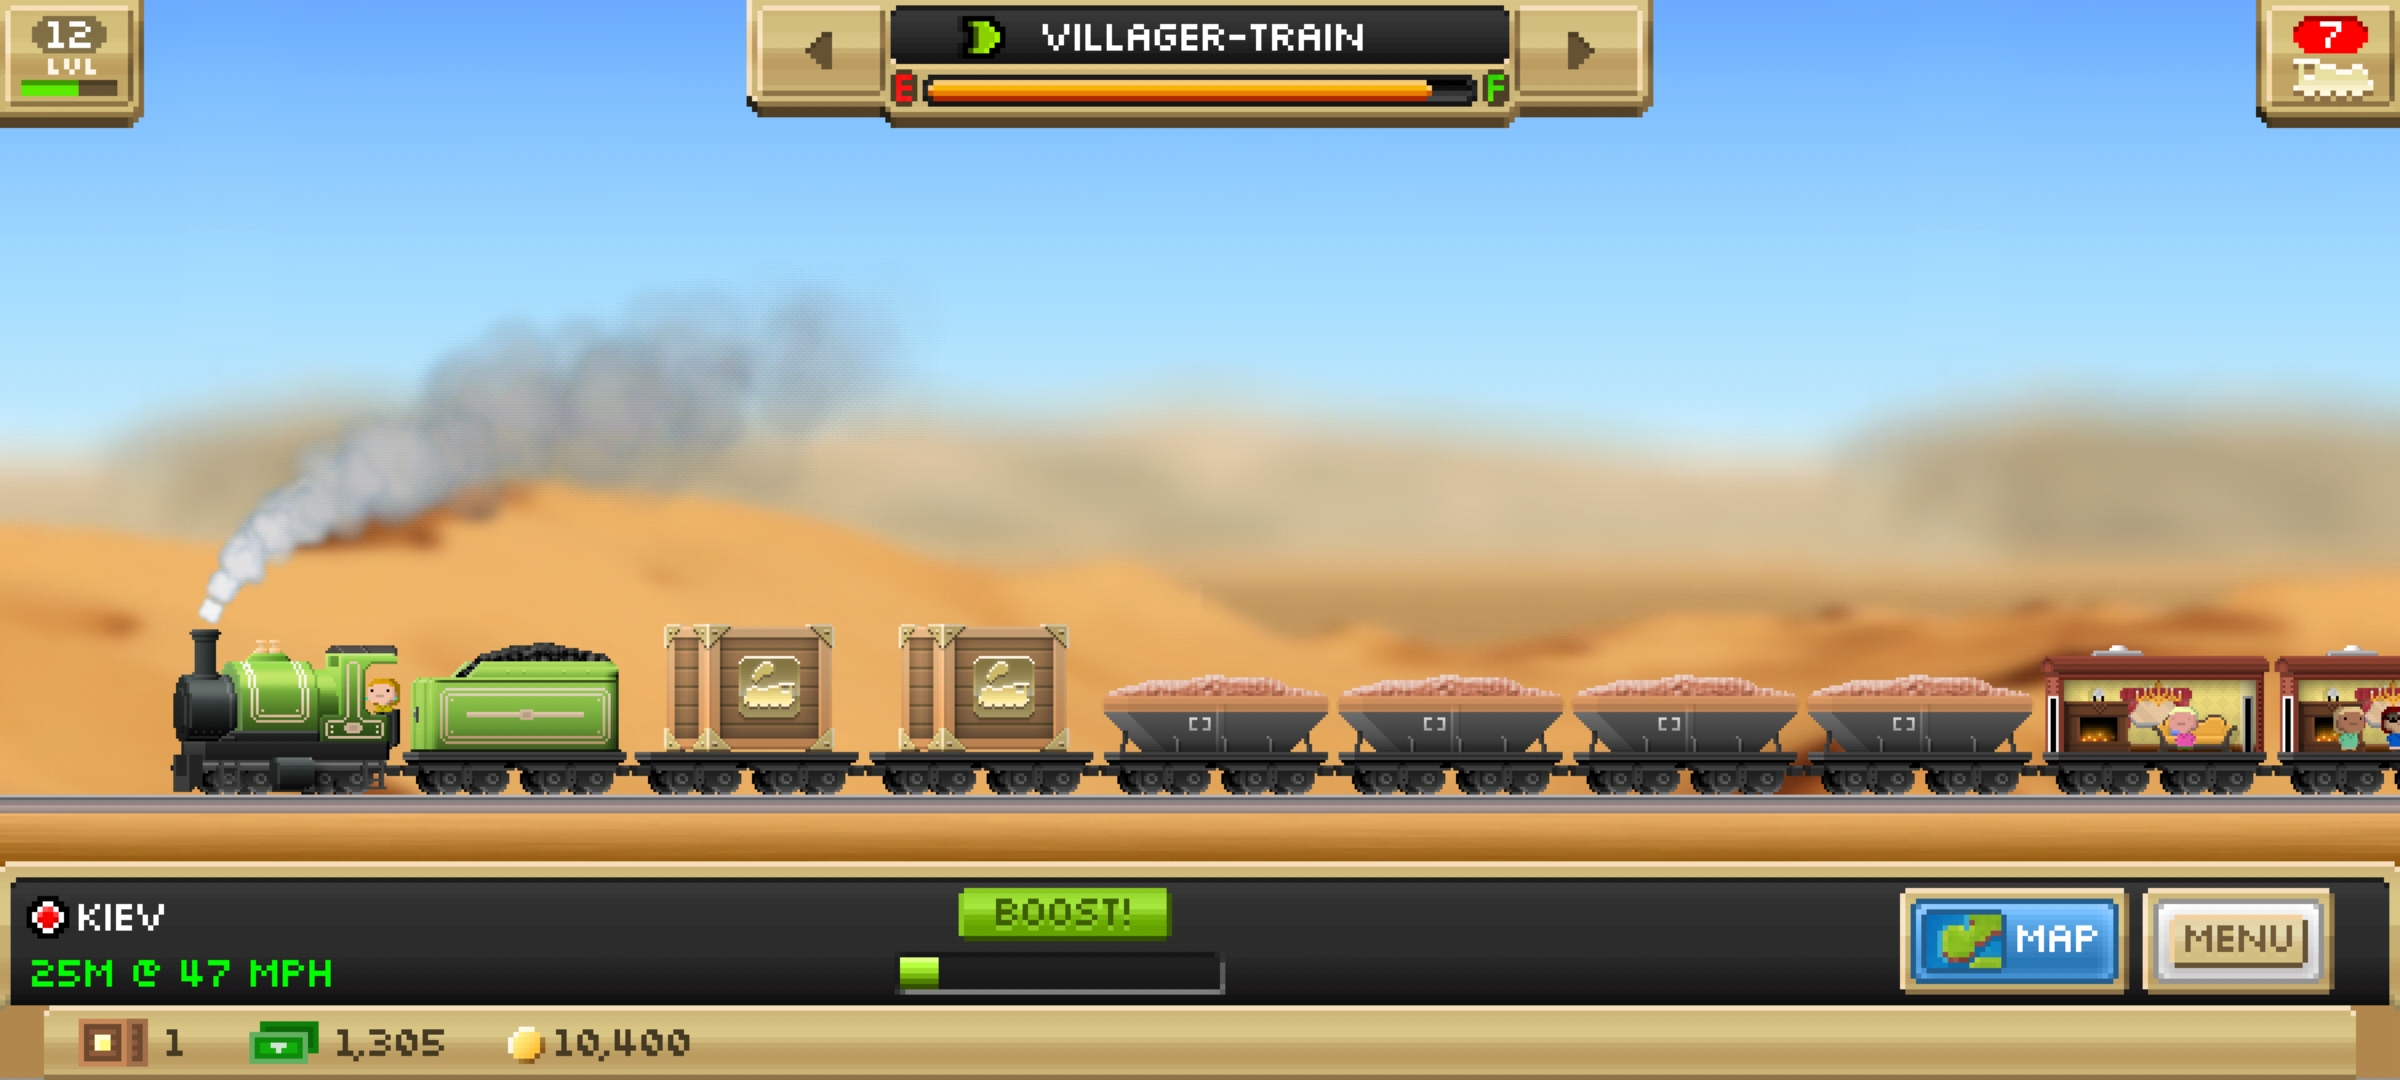 12
LVL
VILLAGER-TRAIN
E F
7
KIEV
25M @ 47 MPH
BOOST!
MAP
MENU
1
1,305
10,400